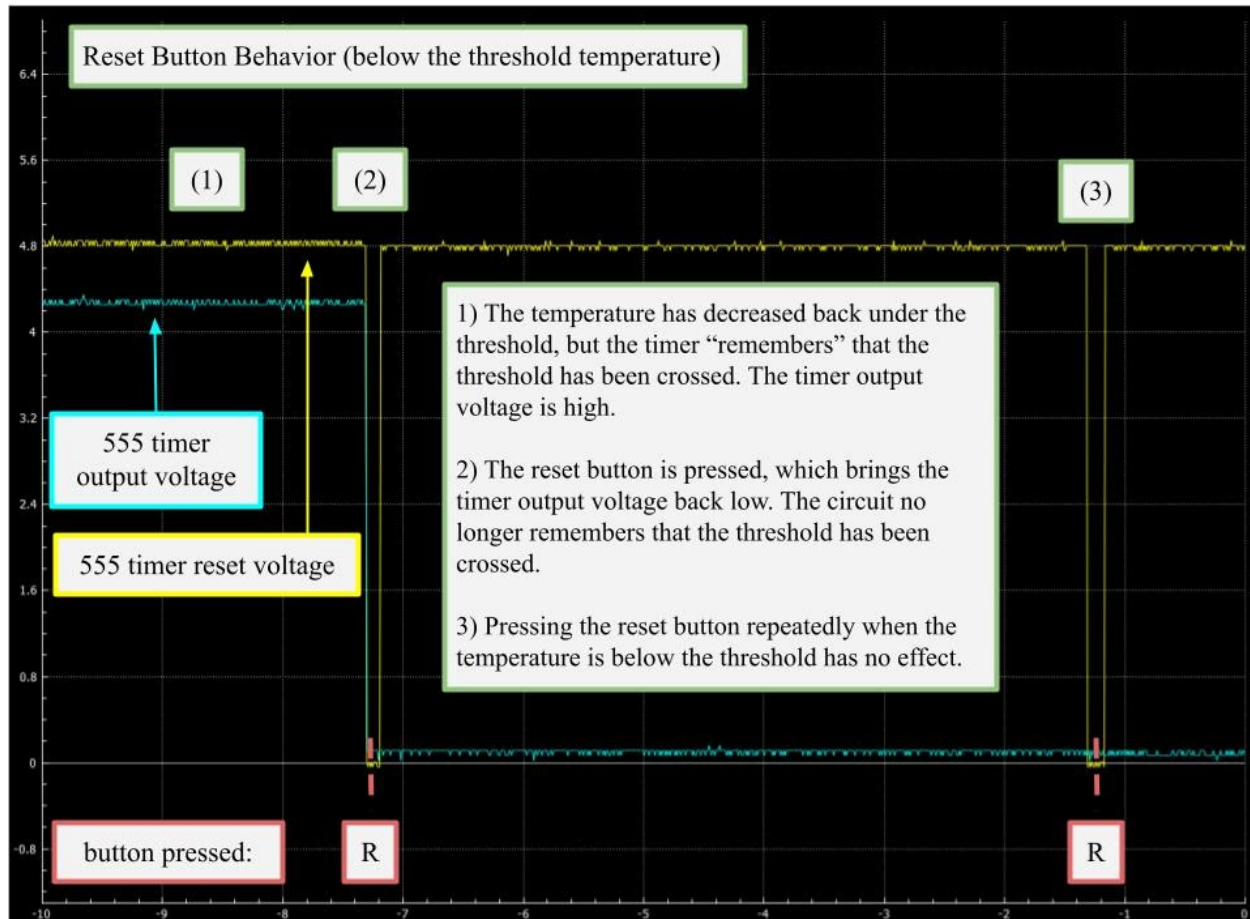 Reset Button Behavior (below the threshold temperature)
6.4
5.6
4.8
4
3.2
2.4
1.6
0.8
0
-0.8
(1)
(2)
(3)
555 timer
output voltage
555 timer reset voltage
1) The temperature has decreased back under the
threshold, but the timer “remembers” that the
threshold has been crossed. The timer output
voltage is high.
2) The reset button is pressed, which brings the
timer output voltage back low. The circuit no
longer remembers that the threshold has been
crossed.
3) Pressing the reset button repeatedly when the
temperature is below the threshold has no effect.
button pressed:
R
R
-10
-9
-8
-7
-6
-5
-4
-3
-2
-1
0